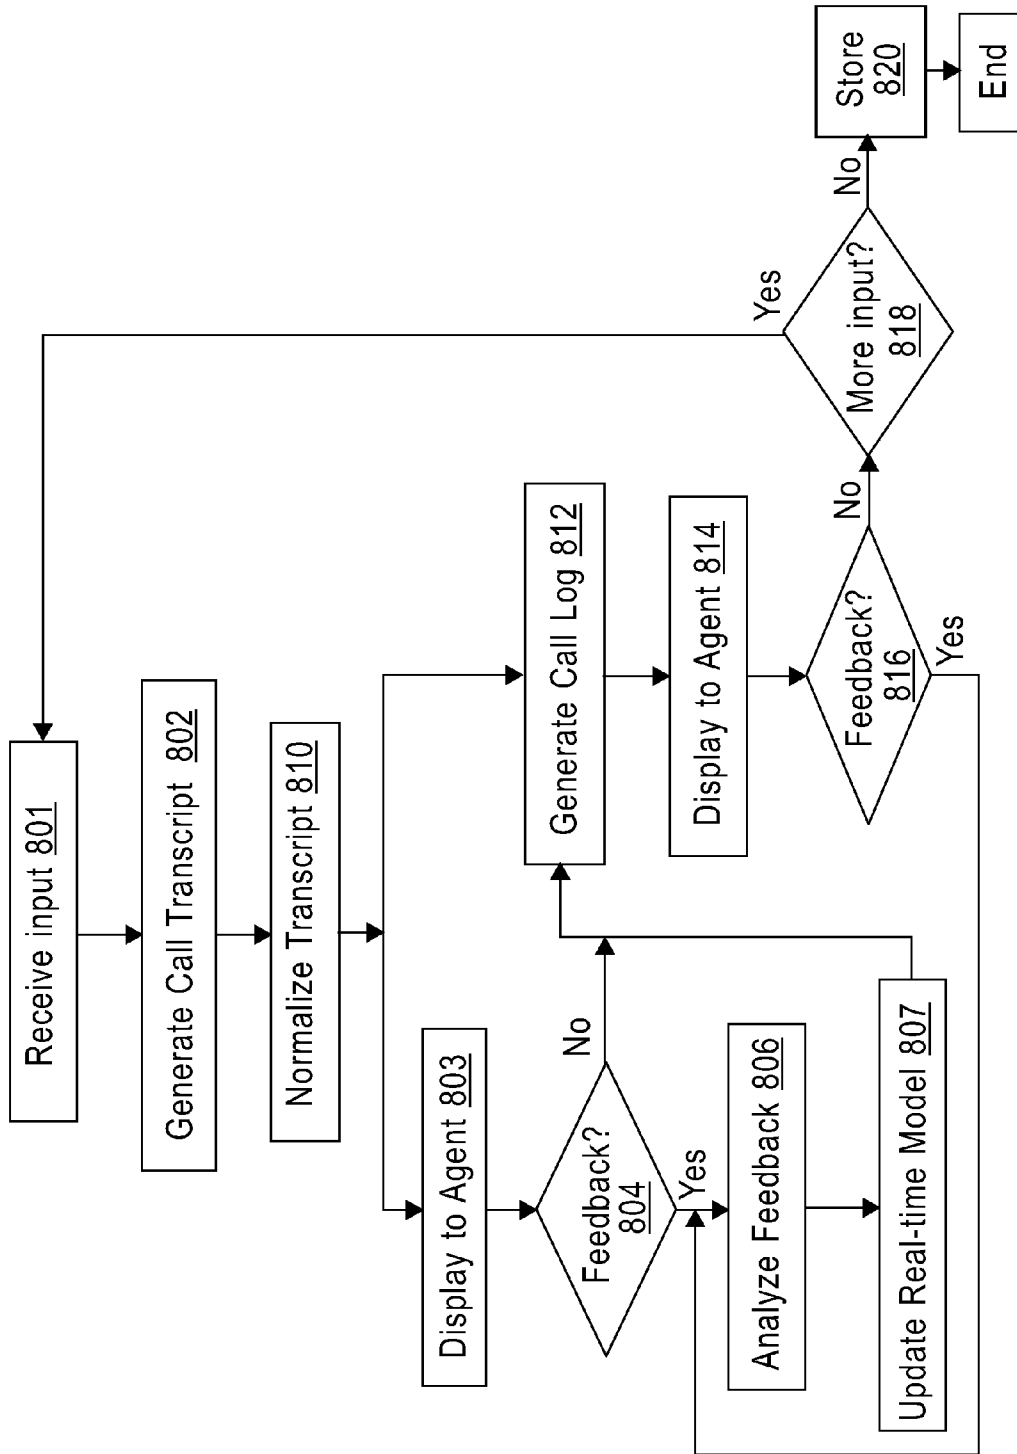 Receive input 801
Generate Call Transcript 802
Normalize Transcript 810
Display to Agent 803
Feedback?
804
No
Yes
Analyze Feedback 806
Update Real-time Model 807
Generate Call Log 812
Display to Agent 814
Feedback?
816
No
Yes
More input?
818
Yes
No
Store
820
End